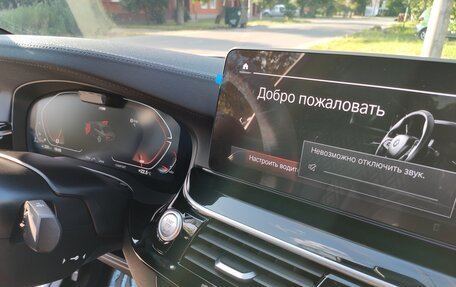 Добро пожаловать
Невозможно отключить звук.
Настроить водит